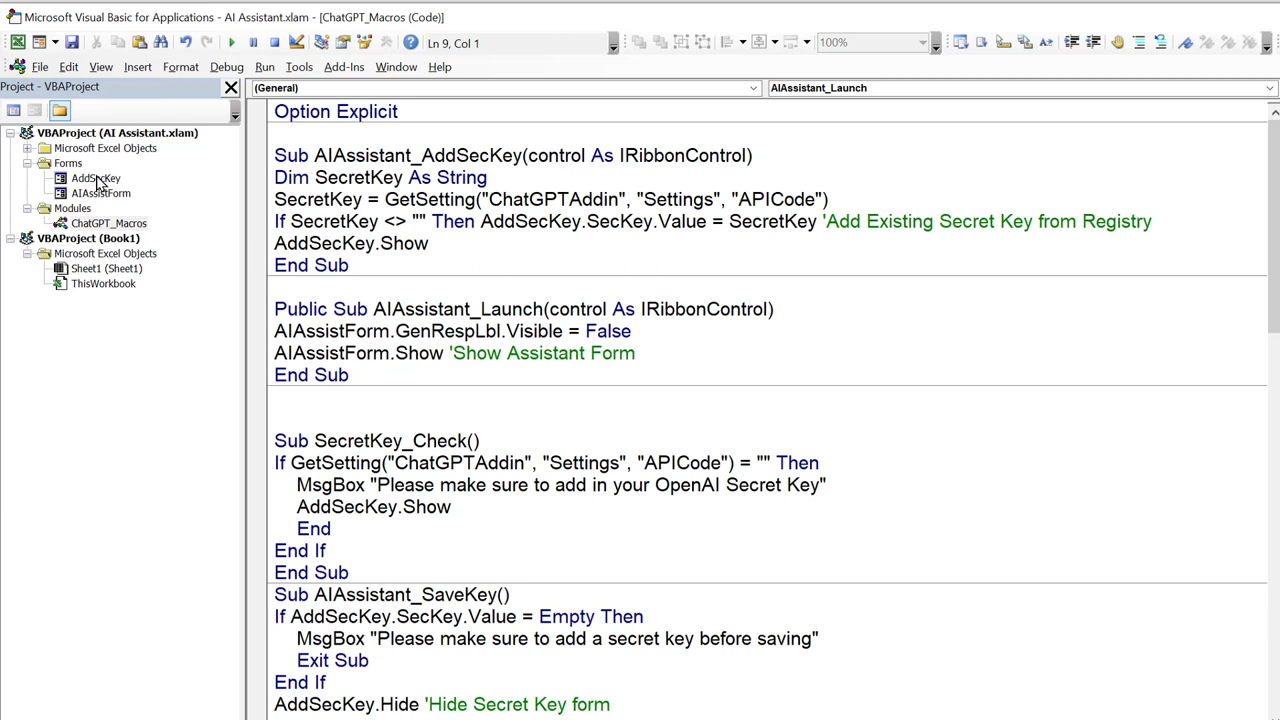 Microsoft Visual Basic for Applications - AI Assistant.xlam - [ChatGPT_Macros (Code)]
Ln 9, Col 1
100%
File Edit View Insert Format Debug Run Tools Add-Ins Window Help
Project - VBAProject
(General)
AIAssistant_Launch
VBAProject (AI Assistant.xlam)
Microsoft Excel Objects
Forms
AddSecKey
AIAssistForm
Modules
ChatGPT_Macros
VBAProject (Book1)
Microsoft Excel Objects
Sheet1 (Sheet1)
ThisWorkbook
Option Explicit
Sub AIAssistant_AddSecKey(control As IRibbonControl)
Dim SecretKey As String
SecretKey = GetSetting("ChatGPTAddin", "Settings", "APICode")
If SecretKey <> "" Then AddSecKey.SecKey.Value = SecretKey 'Add Existing Secret Key from Registry
AddSecKey.Show
End Sub
Public Sub AIAssistant_Launch(control As IRibbonControl)
AIAssistForm.GenRespLbl.Visible = False
AIAssistForm.Show 'Show Assistant Form
End Sub
Sub SecretKey_Check()
If GetSetting("ChatGPTAddin", "Settings", "APICode") = "" Then
MsgBox "Please make sure to add in your OpenAI Secret Key"
AddSecKey.Show
End
End If
End Sub
Sub AIAssistant_SaveKey()
If AddSecKey.SecKey.Value = Empty Then
MsgBox "Please make sure to add a secret key before saving"
Exit Sub
End If
AddSecKey.Hide 'Hide Secret Key form